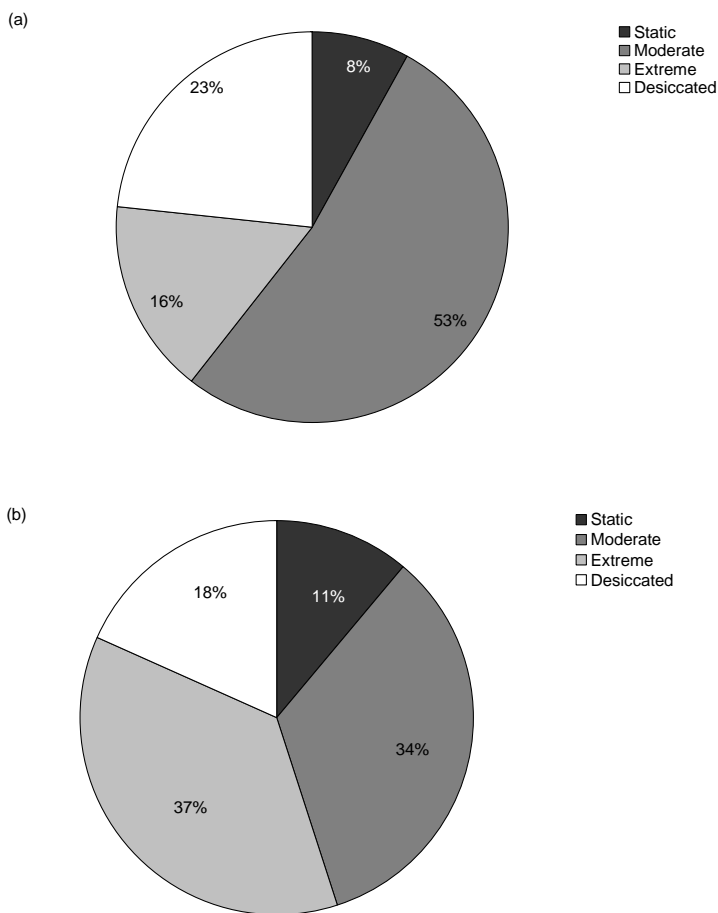 (a)
Static
Moderate
Extreme
Desiccated
8%
23%
16%
53%
(b)
Static
Moderate
Extreme
Desiccated
18%
11%
34%
37%